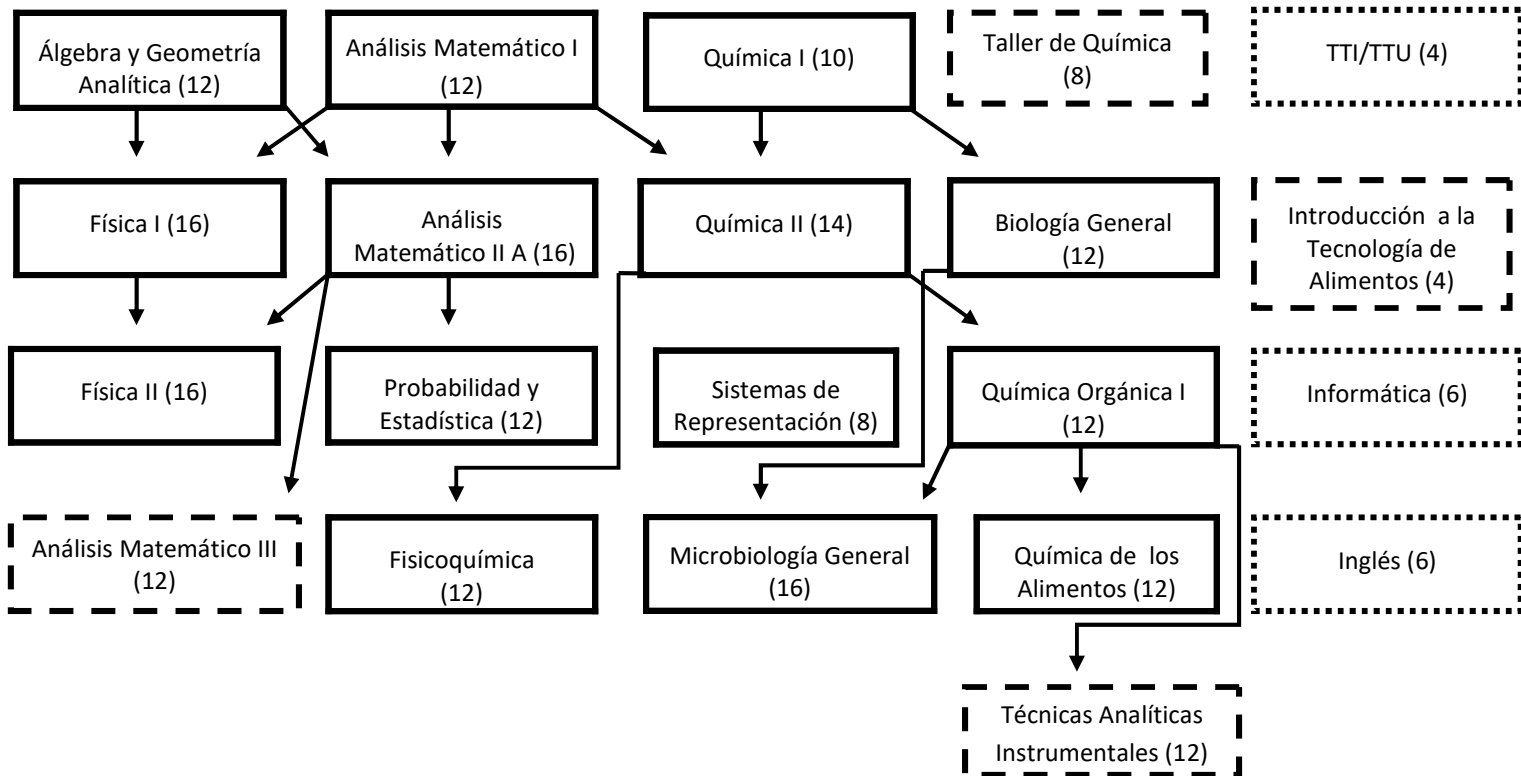 Álgebra y Geometría
Analítica (12)
Análisis Matemático I
(12)
Química I (10)
Taller de Química
(8)
TTI/TTU (4)
Física I (16)
Análisis
Matemático II A (16)
Química II (14)
Biología General
(12)
Introducción a la
Tecnología de
Alimentos (4)
Física II (16)
Probabilidad y
Estadística (12)
Sistemas de
Representación (8)
Química Orgánica I
(12)
Informática (6)
Análisis Matemático III
(12)
Fisicoquímica
(12)
Microbiología General
(16)
Química de los
Alimentos (12)
Inglés (6)
Técnicas Analíticas
Instrumentales (12)